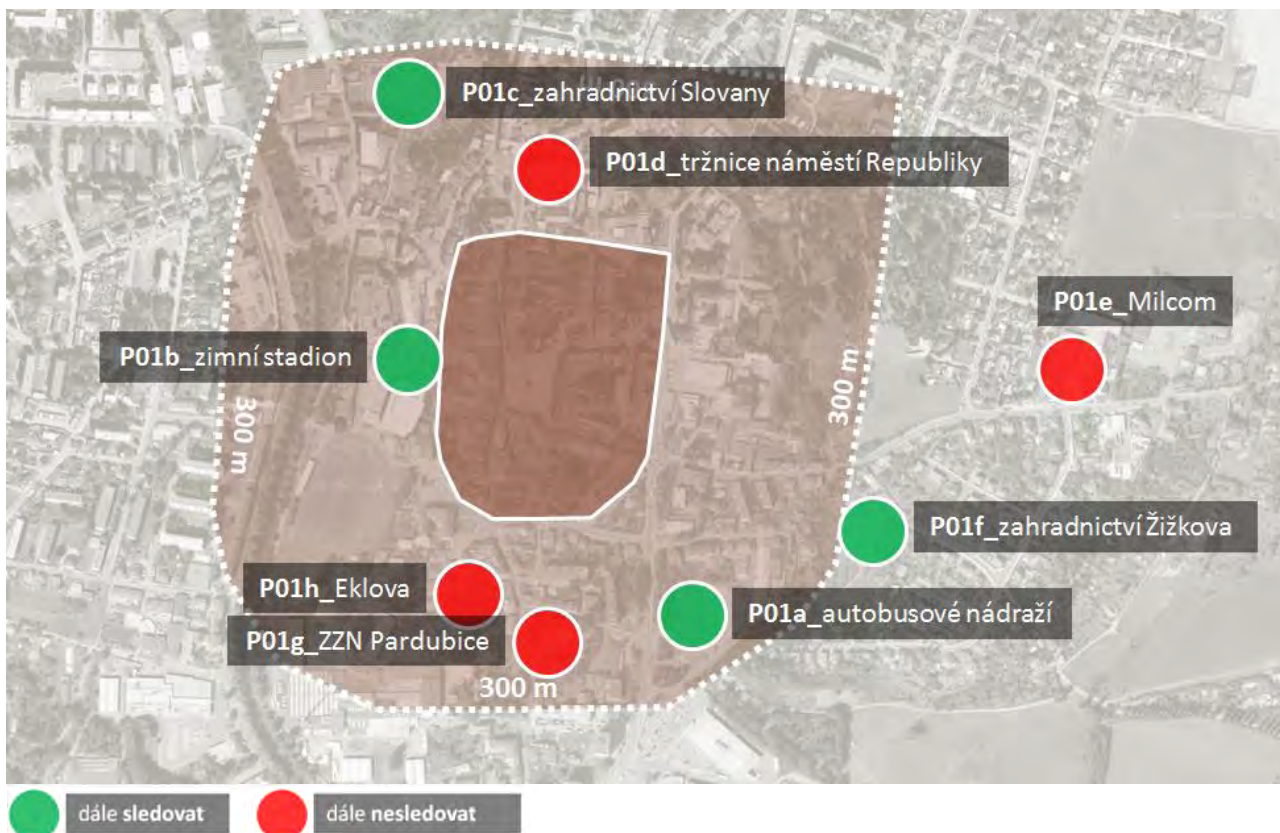 P01c_zahradnictví Slovany
P01d_tržnice náměstí Republiky
P01e_Milcom
P01b_zimní stadion
300 m
300 m
P01f_zahradnictví Žižkova
P01h_Eklova
P01a_autobusové nádraží
P01g_ZZN Pardubice
300 m
dále sledovat
dále nesledovat